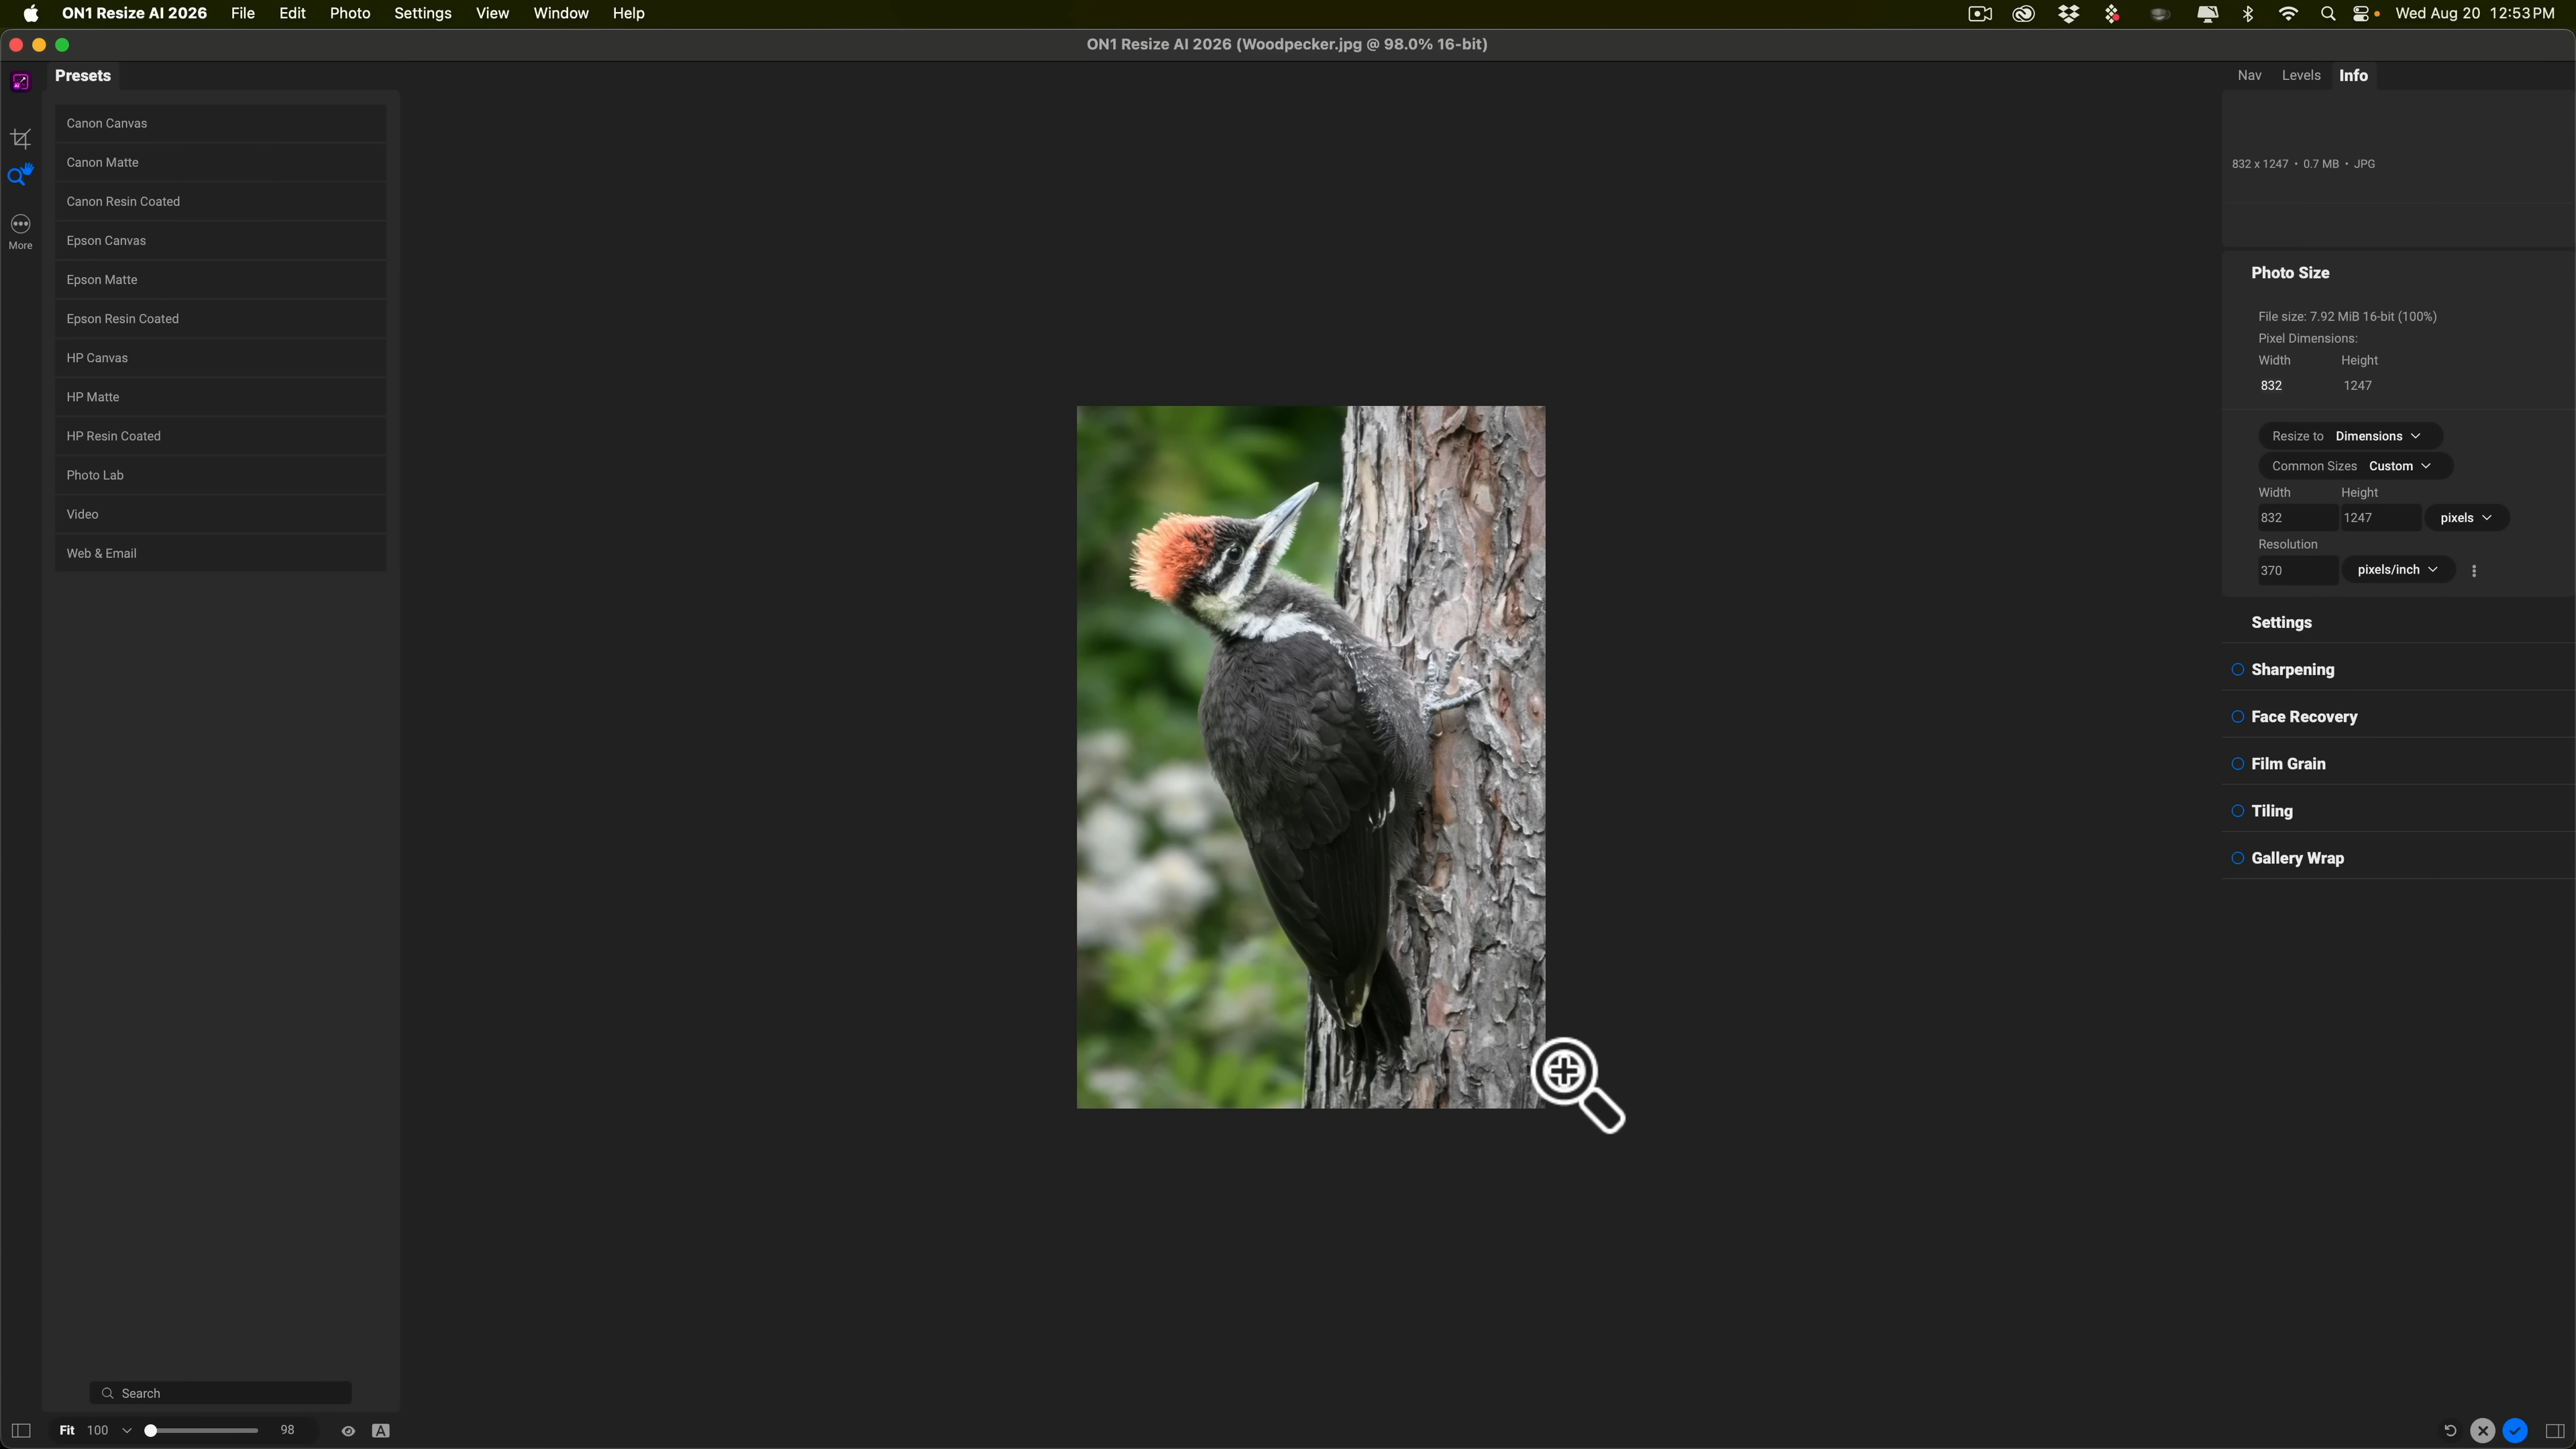 ON1 Resize AI 2026 File Edit Photo Settings View Window Help Wed Aug 20 12:53 PM
ON1 Resize AI 2026 (Woodpecker.jpg @ 98.0% 16-bit)
Presets
Nav Levels Info
Canon Canvas
Canon Matte
Canon Resin Coated
Epson Canvas
Epson Matte
Epson Resin Coated
HP Canvas
HP Matte
HP Resin Coated
Photo Lab
Video
Web & Email
More
AI
832 x 1247 • 0.7 MB • JPG
Photo Size
File size: 7.92 MiB 16-bit (100%)
Pixel Dimensions:
Width Height
832 1247
Resize to Dimensions
Common Sizes Custom
Width Height
832 1247 pixels
Resolution
370 pixels/inch
Settings
Sharpening
Face Recovery
Film Grain
Tiling
Gallery Wrap
Search
Fit 100 98 A